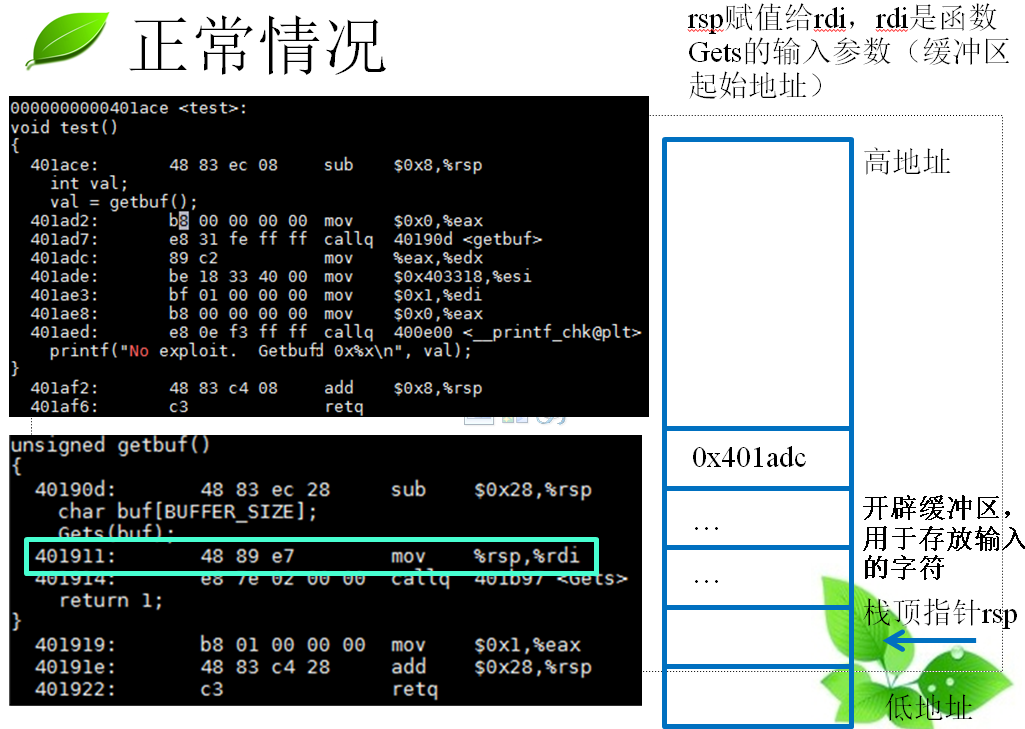 正常情况
rsp赋值给rdi，rdi是函数
Gets的输入参数（缓冲区
起始地址）
0000000000401ace <test>:
void test()
{
401ace: 48 83 ec 08 sub $0x8,%rsp
int val;
val = getbuf();
401ad2: b8 00 00 00 00 mov $0x0,%eax
401ad7: e8 31 fe ff ff callq 40190d <getbuf>
401adc: 89 c2 mov %eax,%edx
401ade: be 18 33 40 00 mov $0x403318,%esi
401ae3: bf 01 00 00 00 mov $0x1,%edi
401ae8: b8 00 00 00 00 mov $0x0,%eax
401aed: e8 0e f3 ff ff callq 400e00 <__printf_chk@plt>
printf("No exploit. Getbuf 0x%x\n", val);
}
401af2: 48 83 c4 08 add $0x8,%rsp
401af6: c3 retq
unsigned getbuf()
{
40190d: 48 83 ec 28 sub $0x28,%rsp
char buf[BUFFER_SIZE];
Gets(buf);
401911: 48 89 e7 mov %rsp,%rdi
401914: e8 7e 02 00 00 callq 401b97 <Gets>
return 1;
}
401919: b8 01 00 00 00 mov $0x1,%eax
40191e: 48 83 c4 28 add $0x28,%rsp
401922: c3 retq
高地址
0x401adc
…
…
开辟缓冲区，
用于存放输入
的字符
栈顶指针rsp
低地址